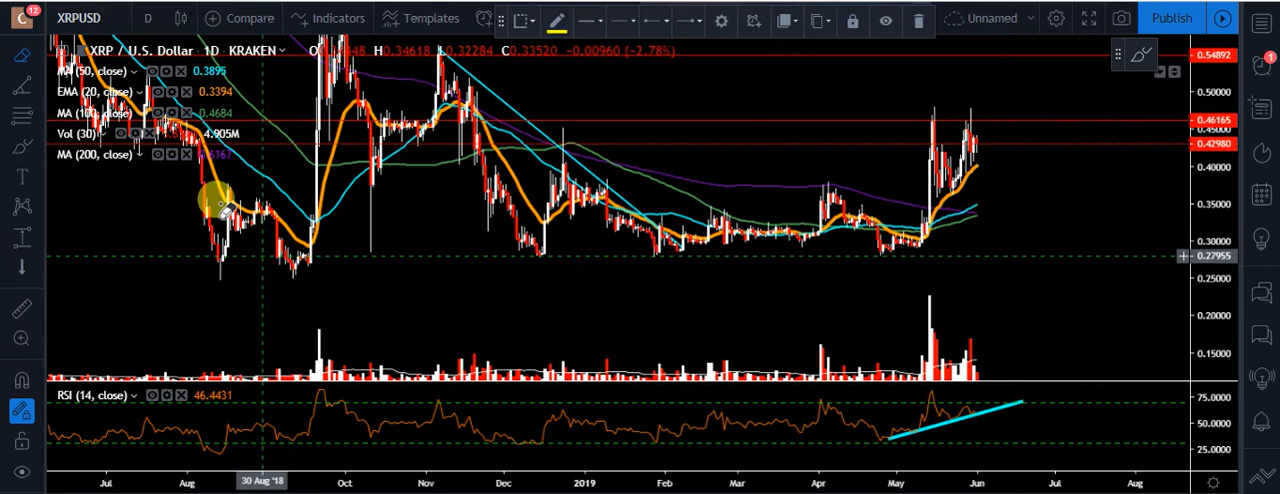 C 12 XRPUSD D Compare Indicators Templates Unnamed Publish
XRP / U.S. Dollar 1D KRAKEN H0.34618 0.32284 C0.33520 −0.00960 (−2.78%)
MA (50, close) 0.3895
EMA (20, close) 0.3394
MA (100, close) 0.4684
Vol (30) 4.905M
MA (200, close)
0.54892
0.50000
0.46165
0.45000
0.42980
0.40000
0.35000
0.30000
0.27955
0.25000
0.20000
0.15000
RSI (14, close) 46.4431
75.0000
50.0000
25.0000
Jul Aug 30 Aug '18 Oct Nov Dec 2019 Feb Mar Apr May Jun Jul Aug
1